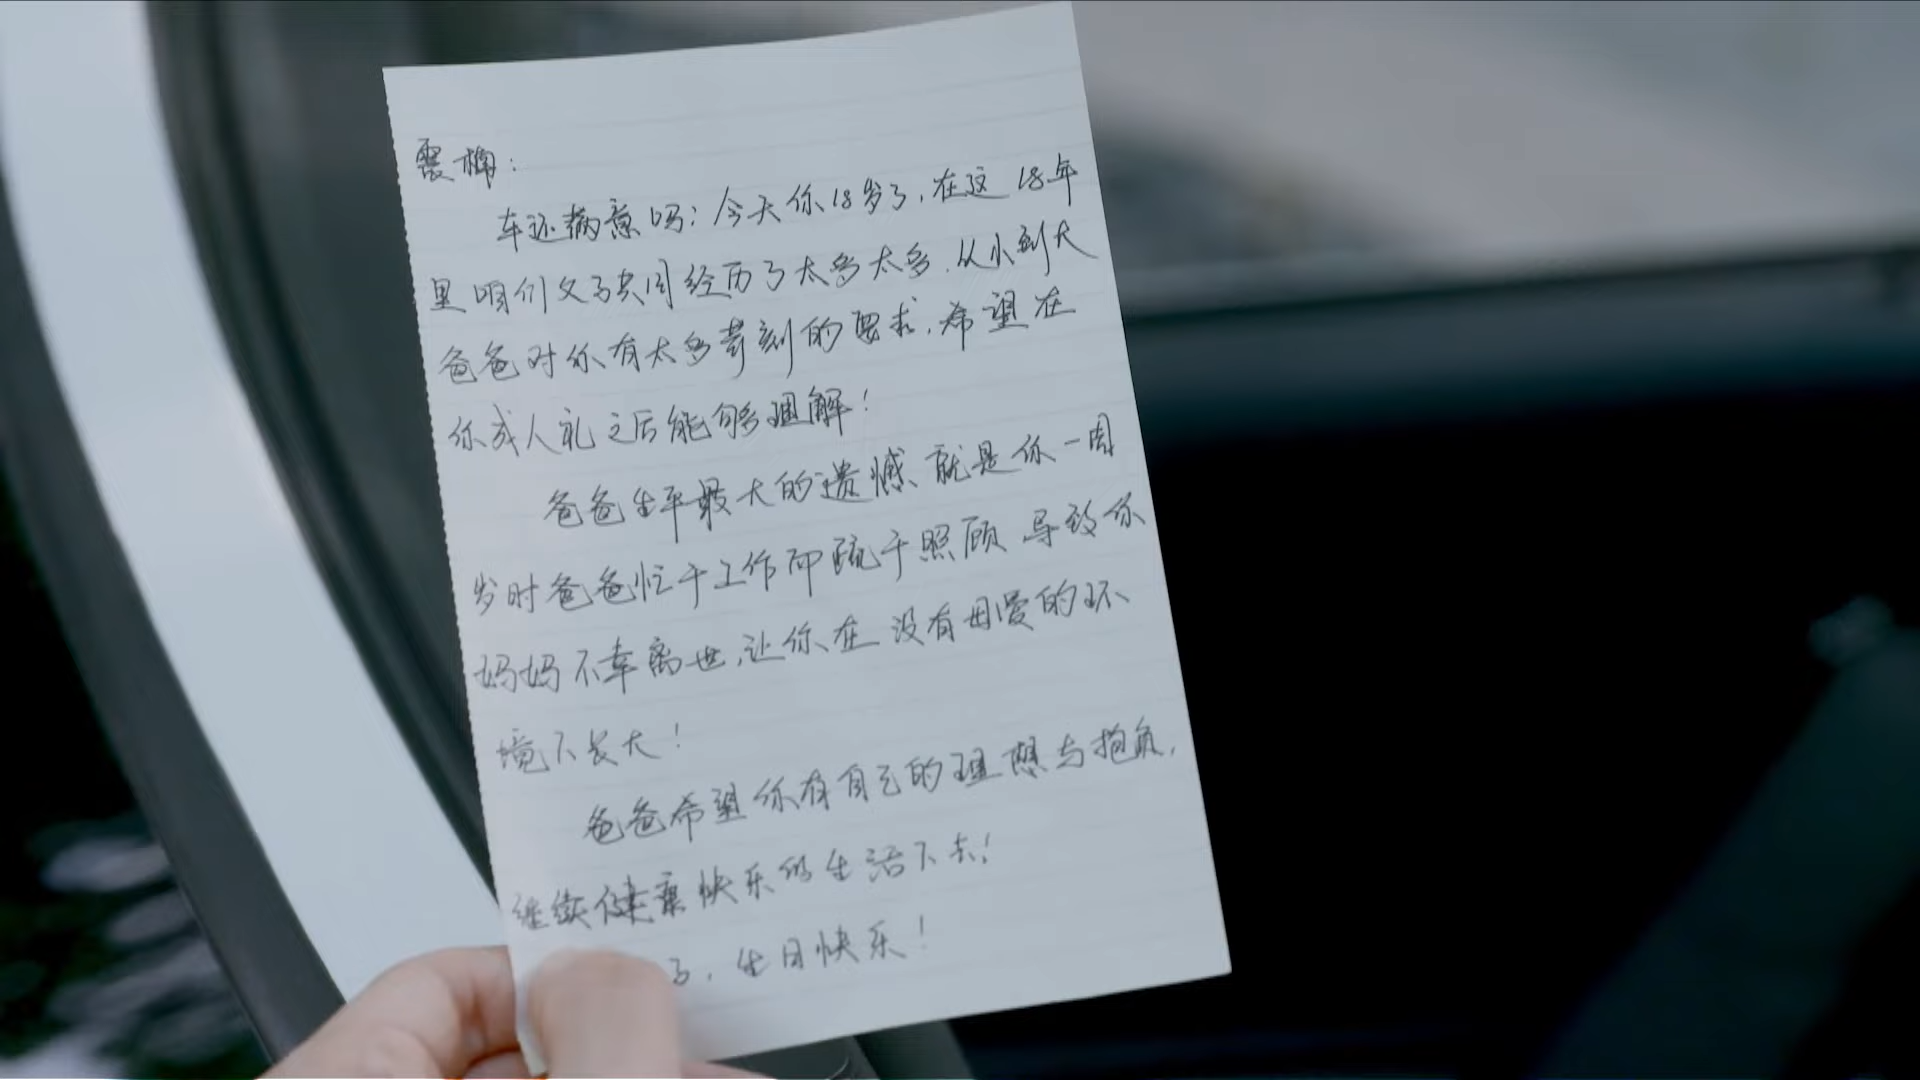 震楠：
车还满意吗？今天你18岁了，在这18年
里咱们父子共同经历了太多太多，从小到大
爸爸对你有太多苛刻的要求，希望在
你成人礼之后能够理解！
爸爸生平最大的遗憾、就是你一周
岁时爸爸忙于工作而疏于照顾 导致你
妈妈不幸离世，让你在没有母爱的环
境下长大！
爸爸希望你有自己的理想与抱负，
继续健康快乐的生活下去！
了，生日快乐！